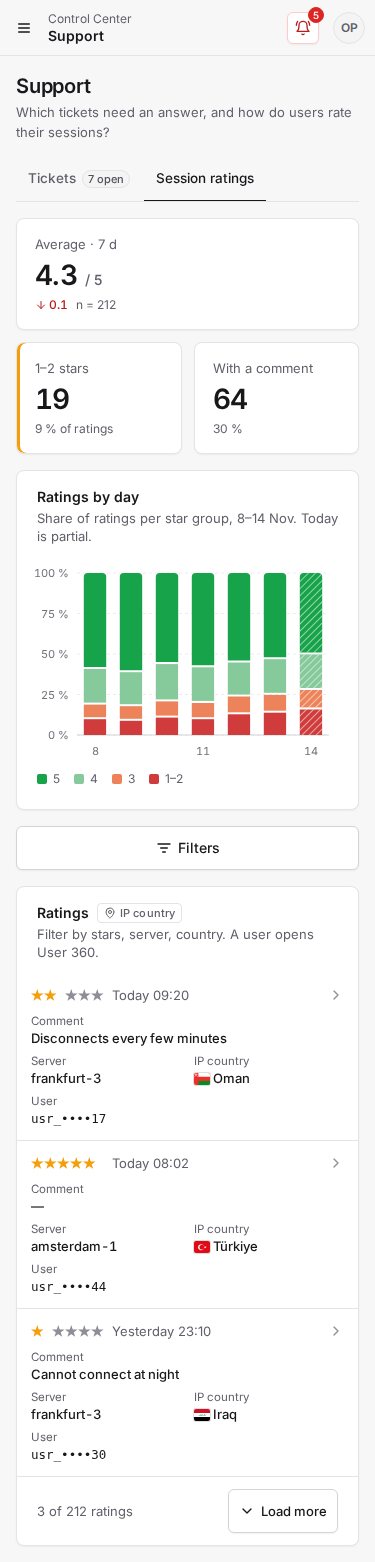 Control Center
Support
5
OP
Support
Which tickets need an answer, and how do users rate
their sessions?
Tickets 7 open Session ratings
Average · 7 d
4.3 / 5
↓ 0.1 n = 212
1–2 stars
19
9 % of ratings
With a comment
64
30 %
Ratings by day
Share of ratings per star group, 8–14 Nov. Today
is partial.
100 %
75 %
50 %
25 %
0 %
8 11 14
5 4 3 1–2
Filters
Ratings IP country
Filter by stars, server, country. A user opens
User 360.
★★ ★★★ Today 09:20
Comment
Disconnects every few minutes
Server IP country
frankfurt-3 Oman
User
usr_••••17
★★★★★ Today 08:02
Comment
—
Server IP country
amsterdam-1 Türkiye
User
usr_••••44
★ ★★★★ Yesterday 23:10
Comment
Cannot connect at night
Server IP country
frankfurt-3 Iraq
User
usr_••••30
3 of 212 ratings Load more